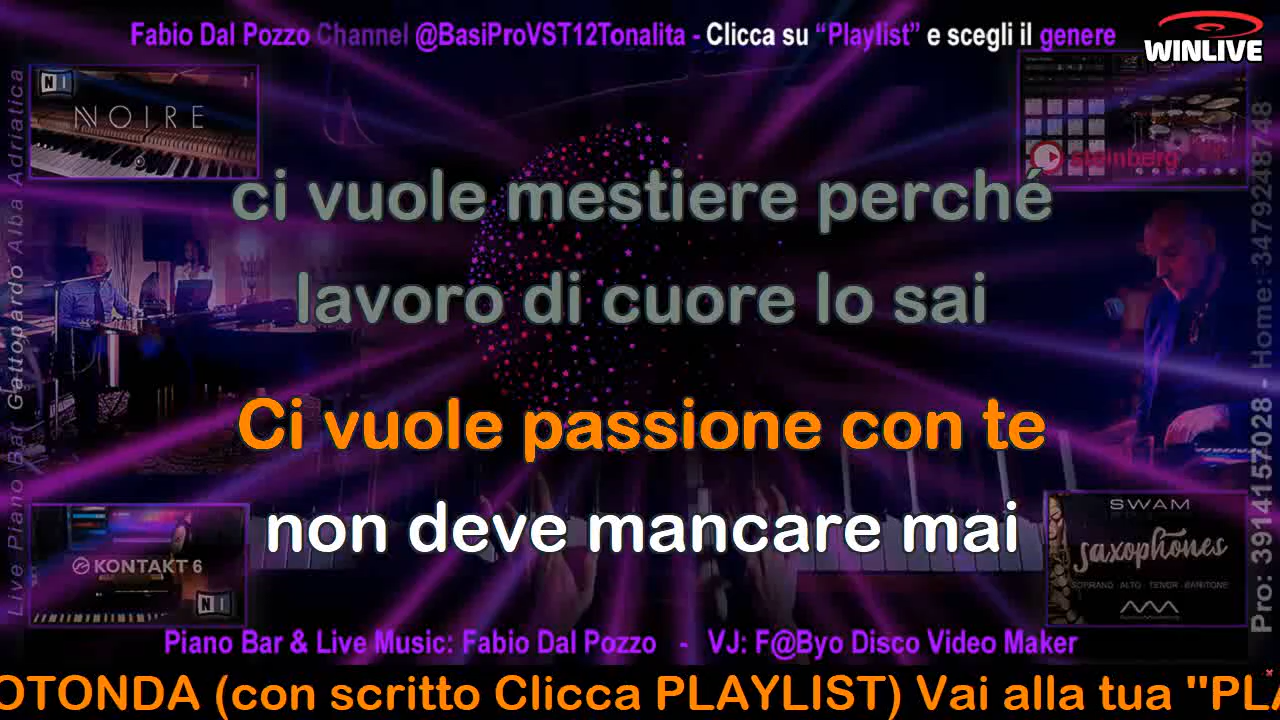 Fabio Dal Pozzo Channel @BasiProVST12Tonalita - Clicca su “Playlist” e scegli il genere
WINLIVE
NOIRE
steinberg
ci vuole mestiere perché
lavoro di cuore lo sai
Ci vuole passione con te
non deve mancare mai
Live Piano Bar Gattopardo Alba Adriatica
Pro: 3914157028 - Home: 3479248748
KONTAKT 6
SWAM
saxophones
SOPRANO · ALTO · TENOR · BARITONE
Piano Bar & Live Music: Fabio Dal Pozzo - VJ: F@Byo Disco Video Maker
OTONDA (con scritto Clicca PLAYLIST) Vai alla tua "PLA